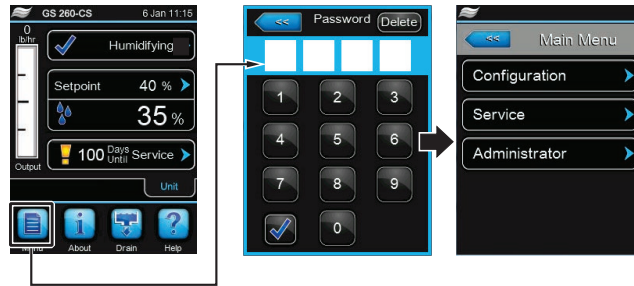 GS 260-CS 6 Jan 11:15
0
lb/hr
Humidifying
Setpoint 40 %
35 %
100 Days Until Service
Output
Unit
Menu About Drain Help
<< Password Delete
1 2 3
4 5 6
7 8 9
0
<< Main Menu
Configuration
Service
Administrator